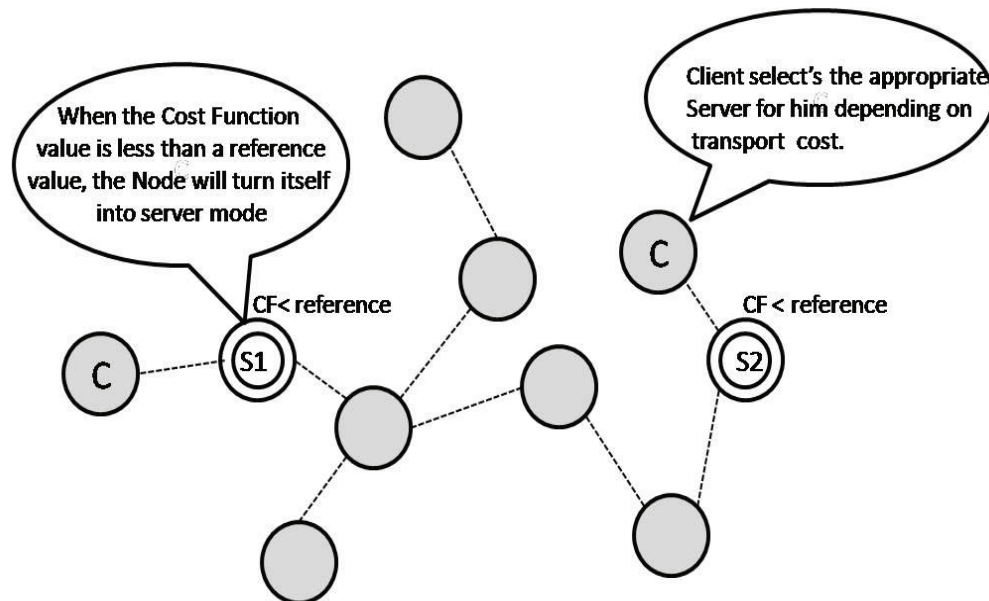 When the Cost Function
value is less than a reference
value, the Node will turn itself
into server mode
Client select's the appropriate
Server for him depending on
transport cost.
C
CF< reference
CF < reference
C
S1
S2